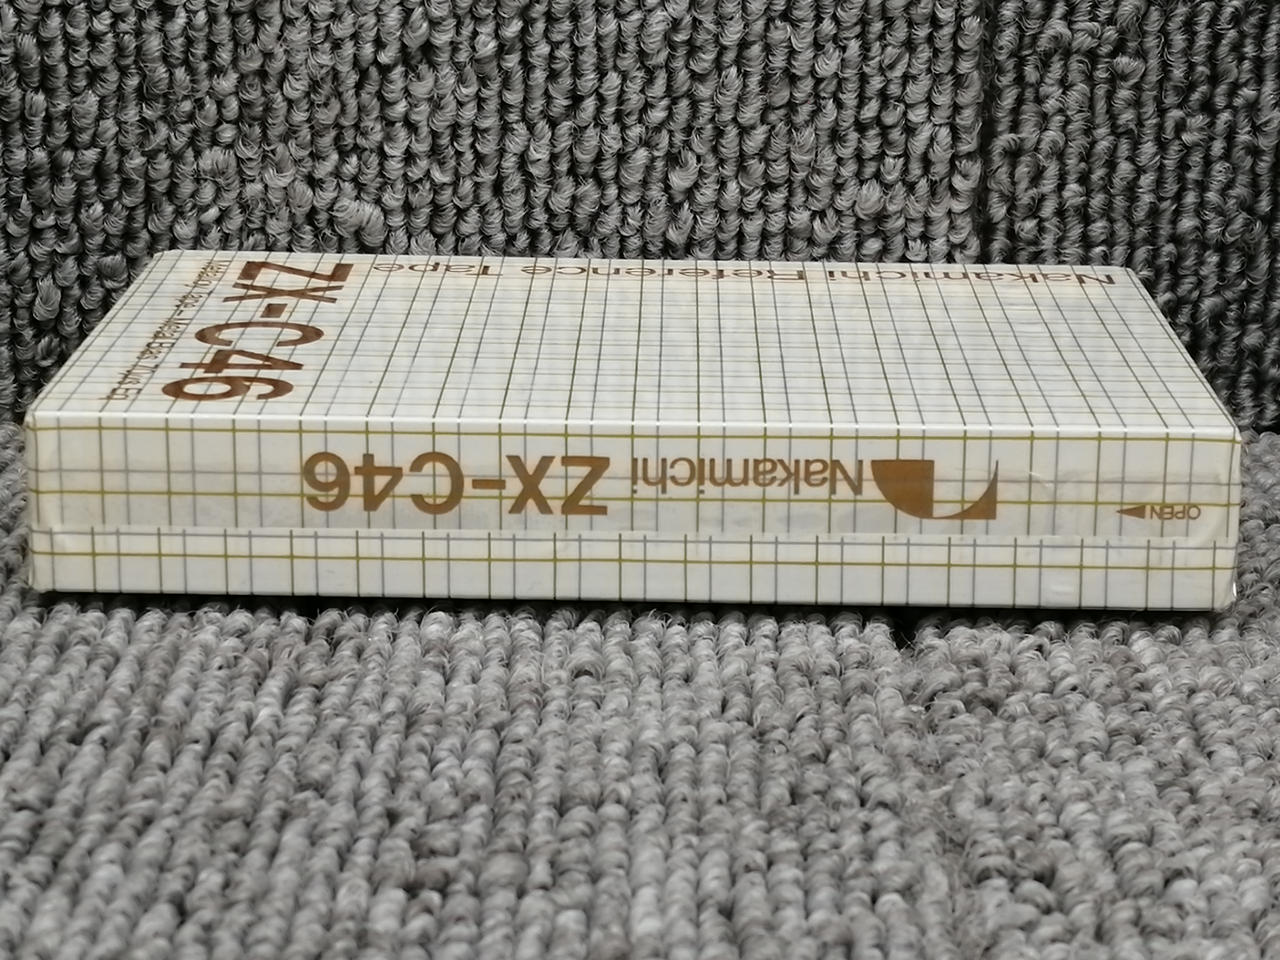 Nakamichi Reference Tape
ZX-C46
OPEN
Nakamichi ZX-C46